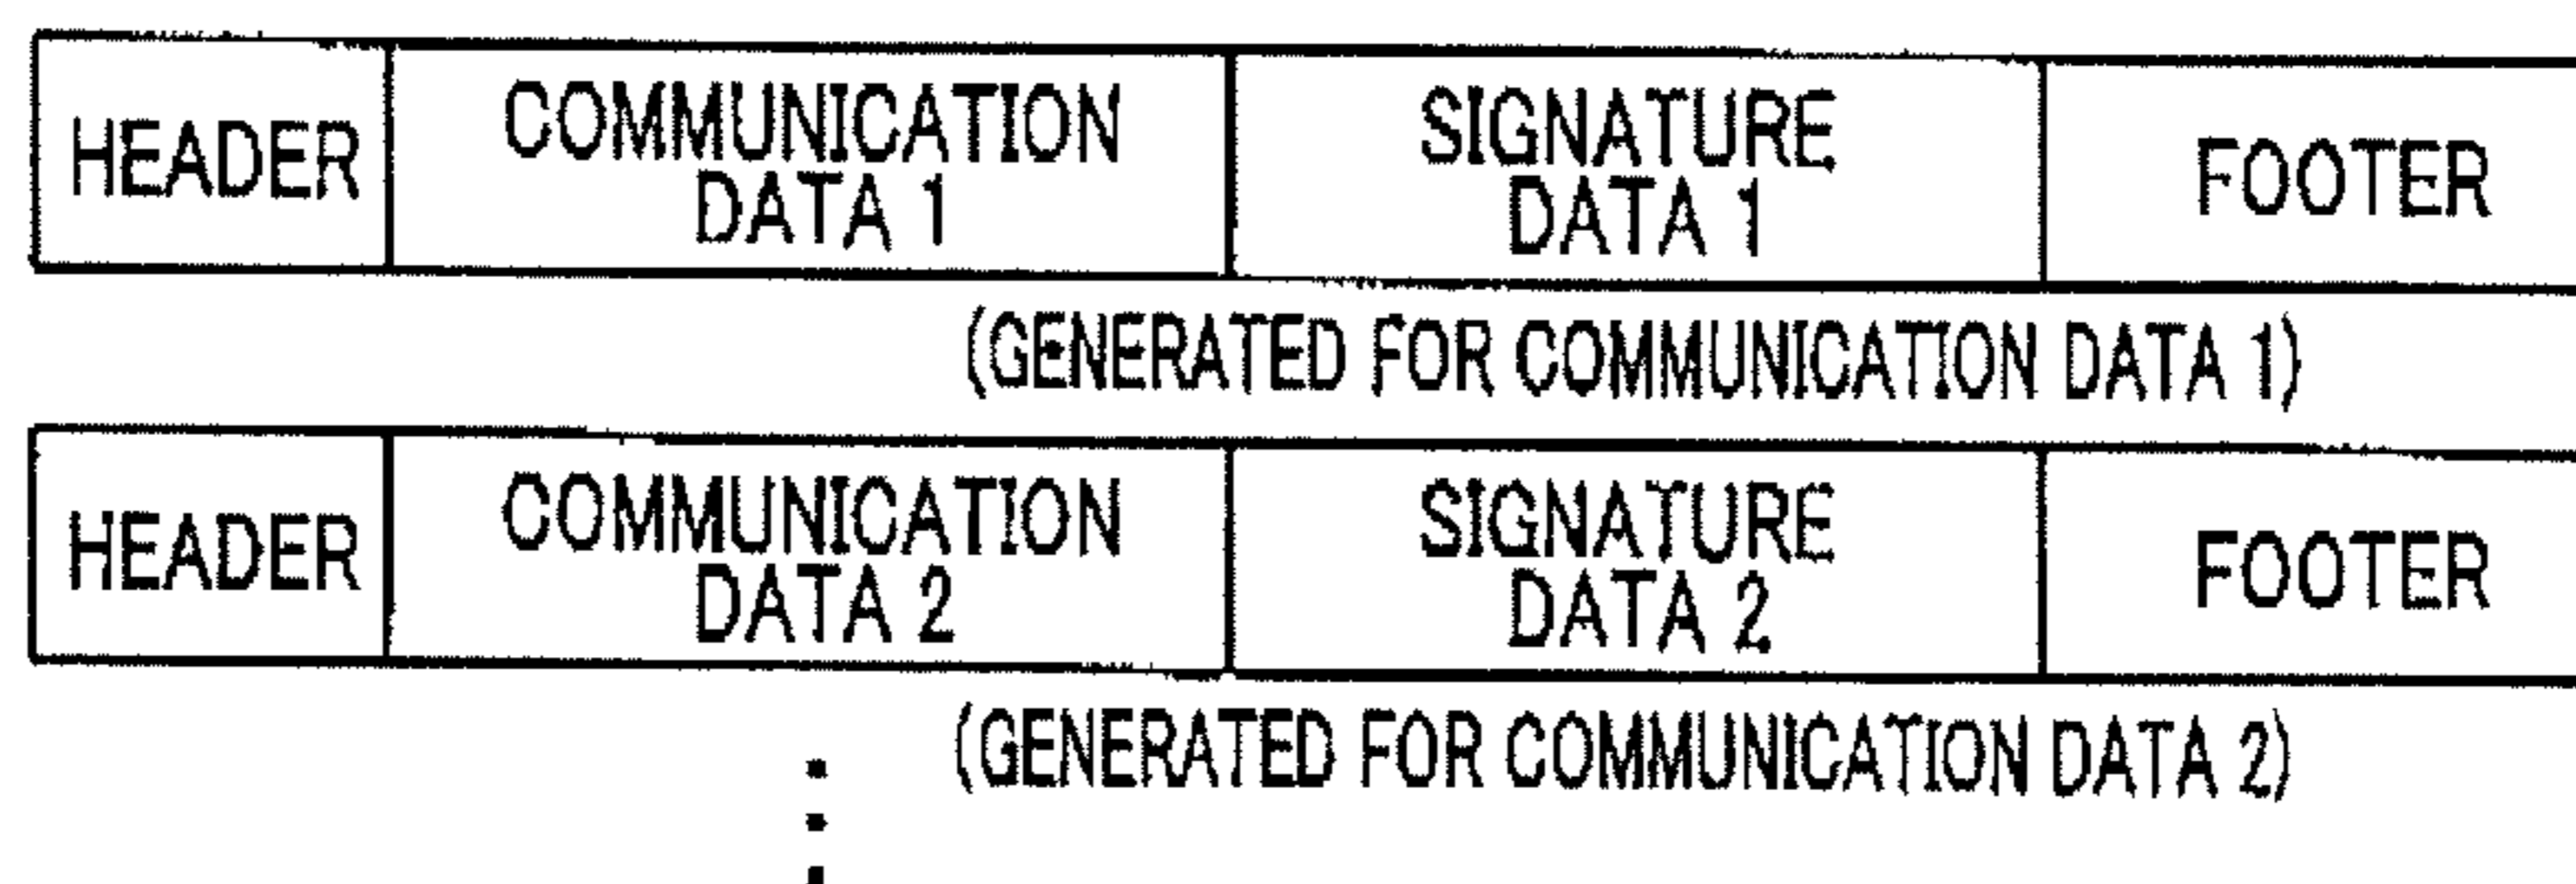 HEADER
COMMUNICATION
DATA 1
SIGNATURE
DATA 1
FOOTER
(GENERATED FOR COMMUNICATION DATA 1)
HEADER
COMMUNICATION
DATA 2
SIGNATURE
DATA 2
FOOTER
(GENERATED FOR COMMUNICATION DATA 2)